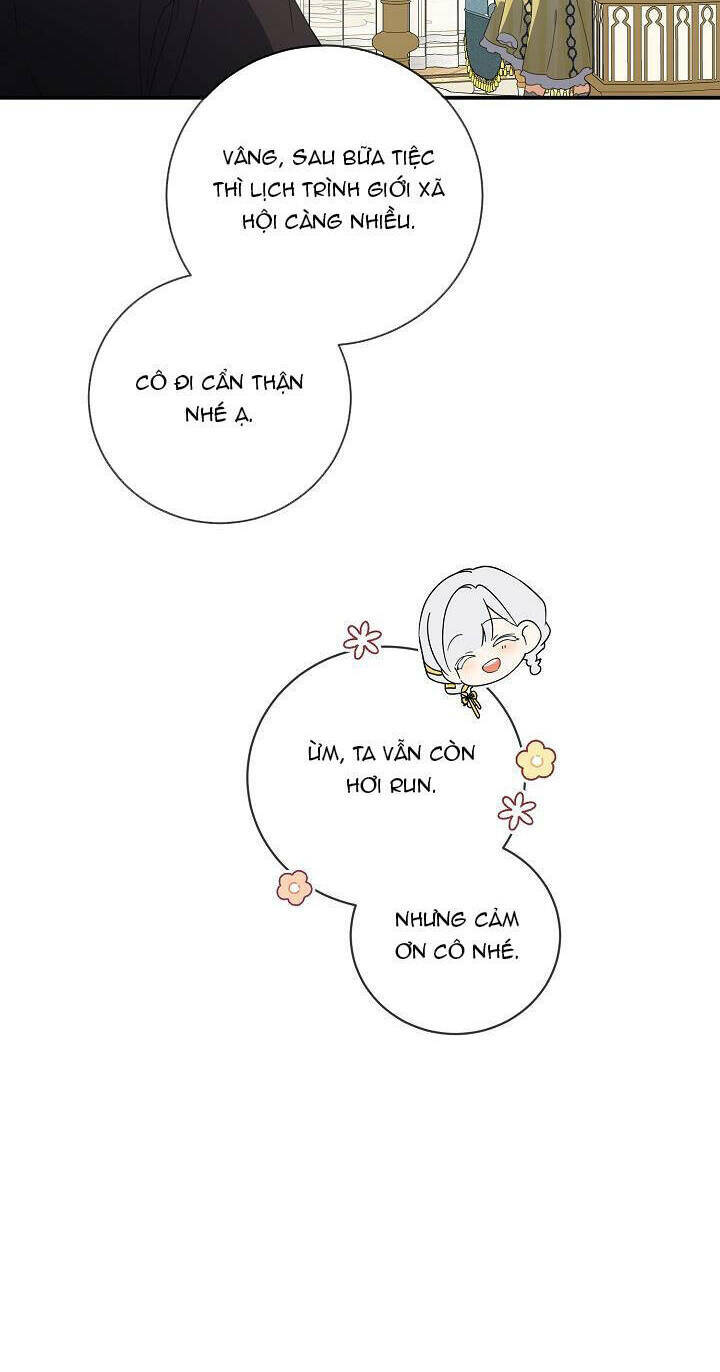 VÂNG, SAU BỮA TIỆC
THÌ LỊCH TRÌNH GIỚI XÃ
HỘI CÀNG NHIỀU.
CÔ ĐI CẨN THẬN
NHÉ Ạ.
ỪM, TA VẪN CÒN
HƠI RUN.
NHƯNG CẢM
ƠN CÔ NHÉ.